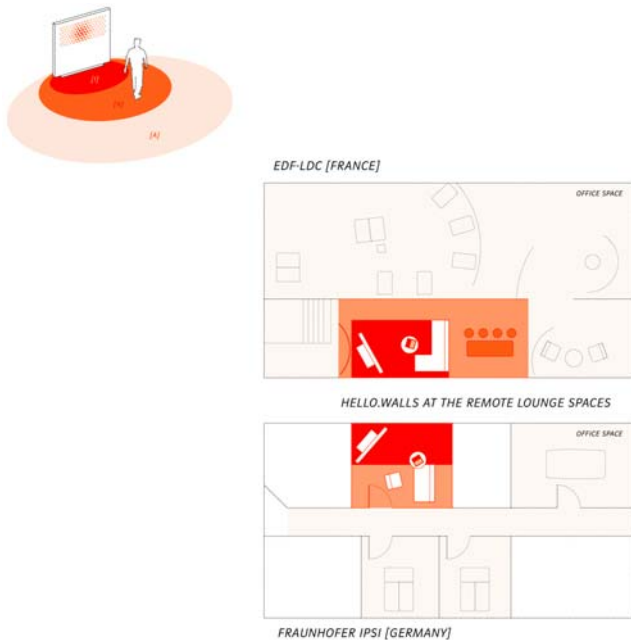 [I]
[N]
[A]
EDF-LDC [FRANCE]
OFFICE SPACE
HELLO.WALLS AT THE REMOTE LOUNGE SPACES
OFFICE SPACE
FRAUNHOFER IPSI [GERMANY]